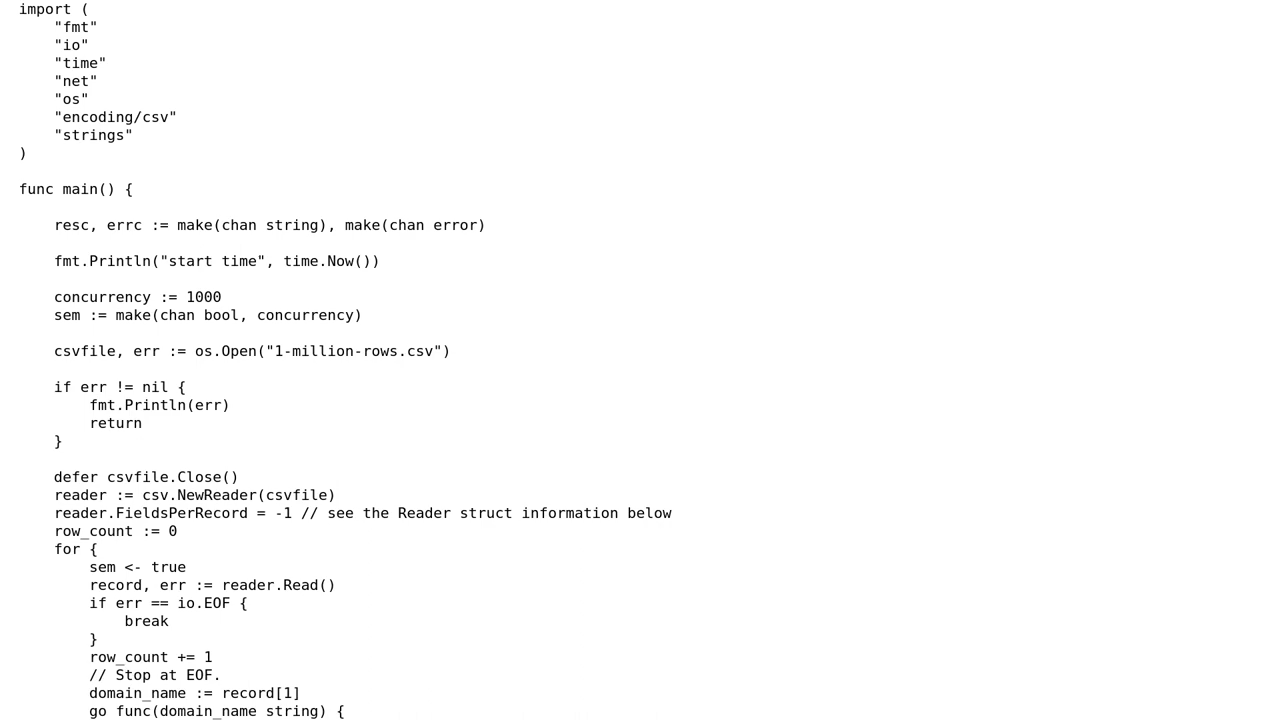 import (
    "fmt"
    "io"
    "time"
    "net"
    "os"
    "encoding/csv"
    "strings"
)

func main() {

    resc, errc := make(chan string), make(chan error)

    fmt.Println("start time", time.Now())

    concurrency := 1000
    sem := make(chan bool, concurrency)

    csvfile, err := os.Open("1-million-rows.csv")

    if err != nil {
        fmt.Println(err)
        return
    }

    defer csvfile.Close()
    reader := csv.NewReader(csvfile)
    reader.FieldsPerRecord = -1 // see the Reader struct information below
    row_count := 0
    for {
        sem <- true
        record, err := reader.Read()
        if err == io.EOF {
            break
        }
        row_count += 1
        // Stop at EOF.
        domain_name := record[1]
        go func(domain_name string) {